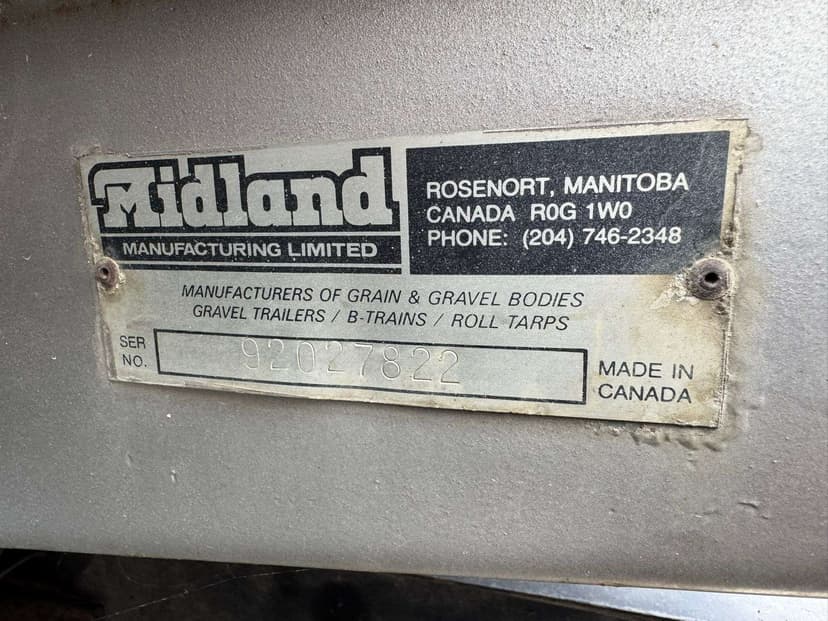 Midland
MANUFACTURING LIMITED
ROSENORT, MANITOBA
CANADA R0G 1W0
PHONE: (204) 746-2348
MANUFACTURERS OF GRAIN & GRAVEL BODIES
GRAVEL TRAILERS / B-TRAINS / ROLL TARPS
SER
NO.
92027822
MADE IN
CANADA